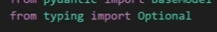 from pydantic import BaseModel
from typing import Optional